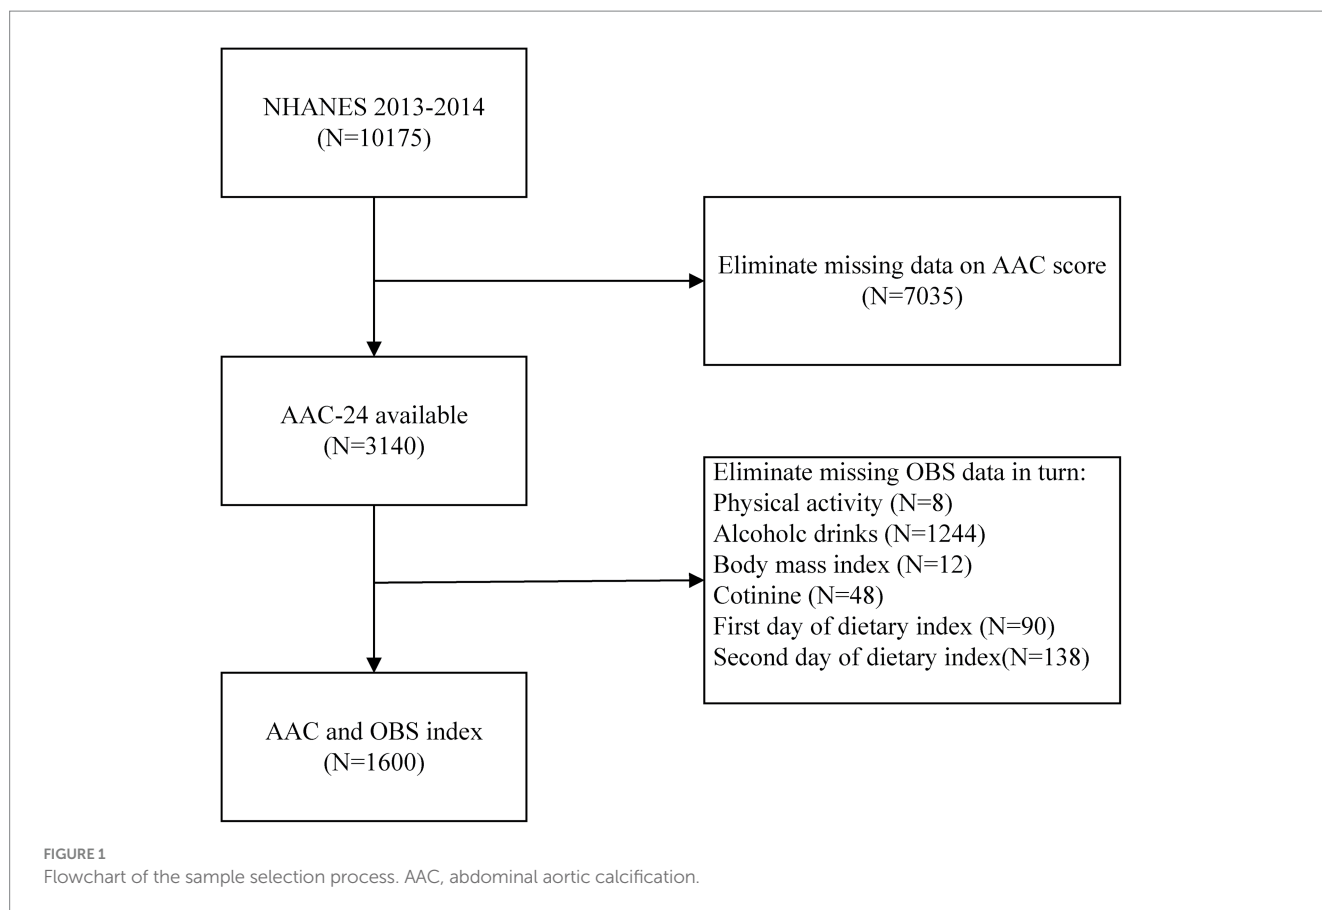 NHANES 2013-2014
(N=10175)
Eliminate missing data on AAC score
(N=7035)
AAC-24 available
(N=3140)
Eliminate missing OBS data in turn:
Physical activity (N=8)
Alcoholc drinks (N=1244)
Body mass index (N=12)
Cotinine (N=48)
First day of dietary index (N=90)
Second day of dietary index(N=138)
AAC and OBS index
(N=1600)
FIGURE 1
Flowchart of the sample selection process. AAC, abdominal aortic calcification.